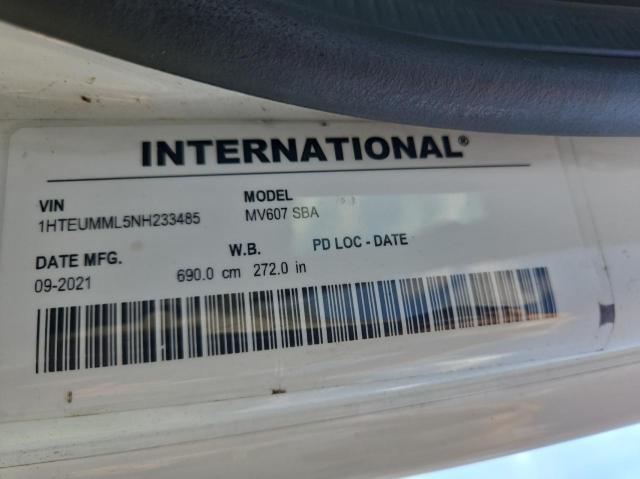 INTERNATIONAL®
VIN MODEL
1HTEUMML5NH233485 MV607 SBA
DATE MFG. W.B. PD LOC - DATE
09-2021 690.0 cm 272.0 in